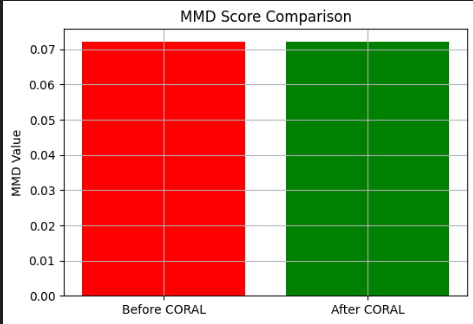 MMD Score Comparison
MMD Value
0.07
0.06
0.05
0.04
0.03
0.02
0.01
0.00
Before CORAL
After CORAL